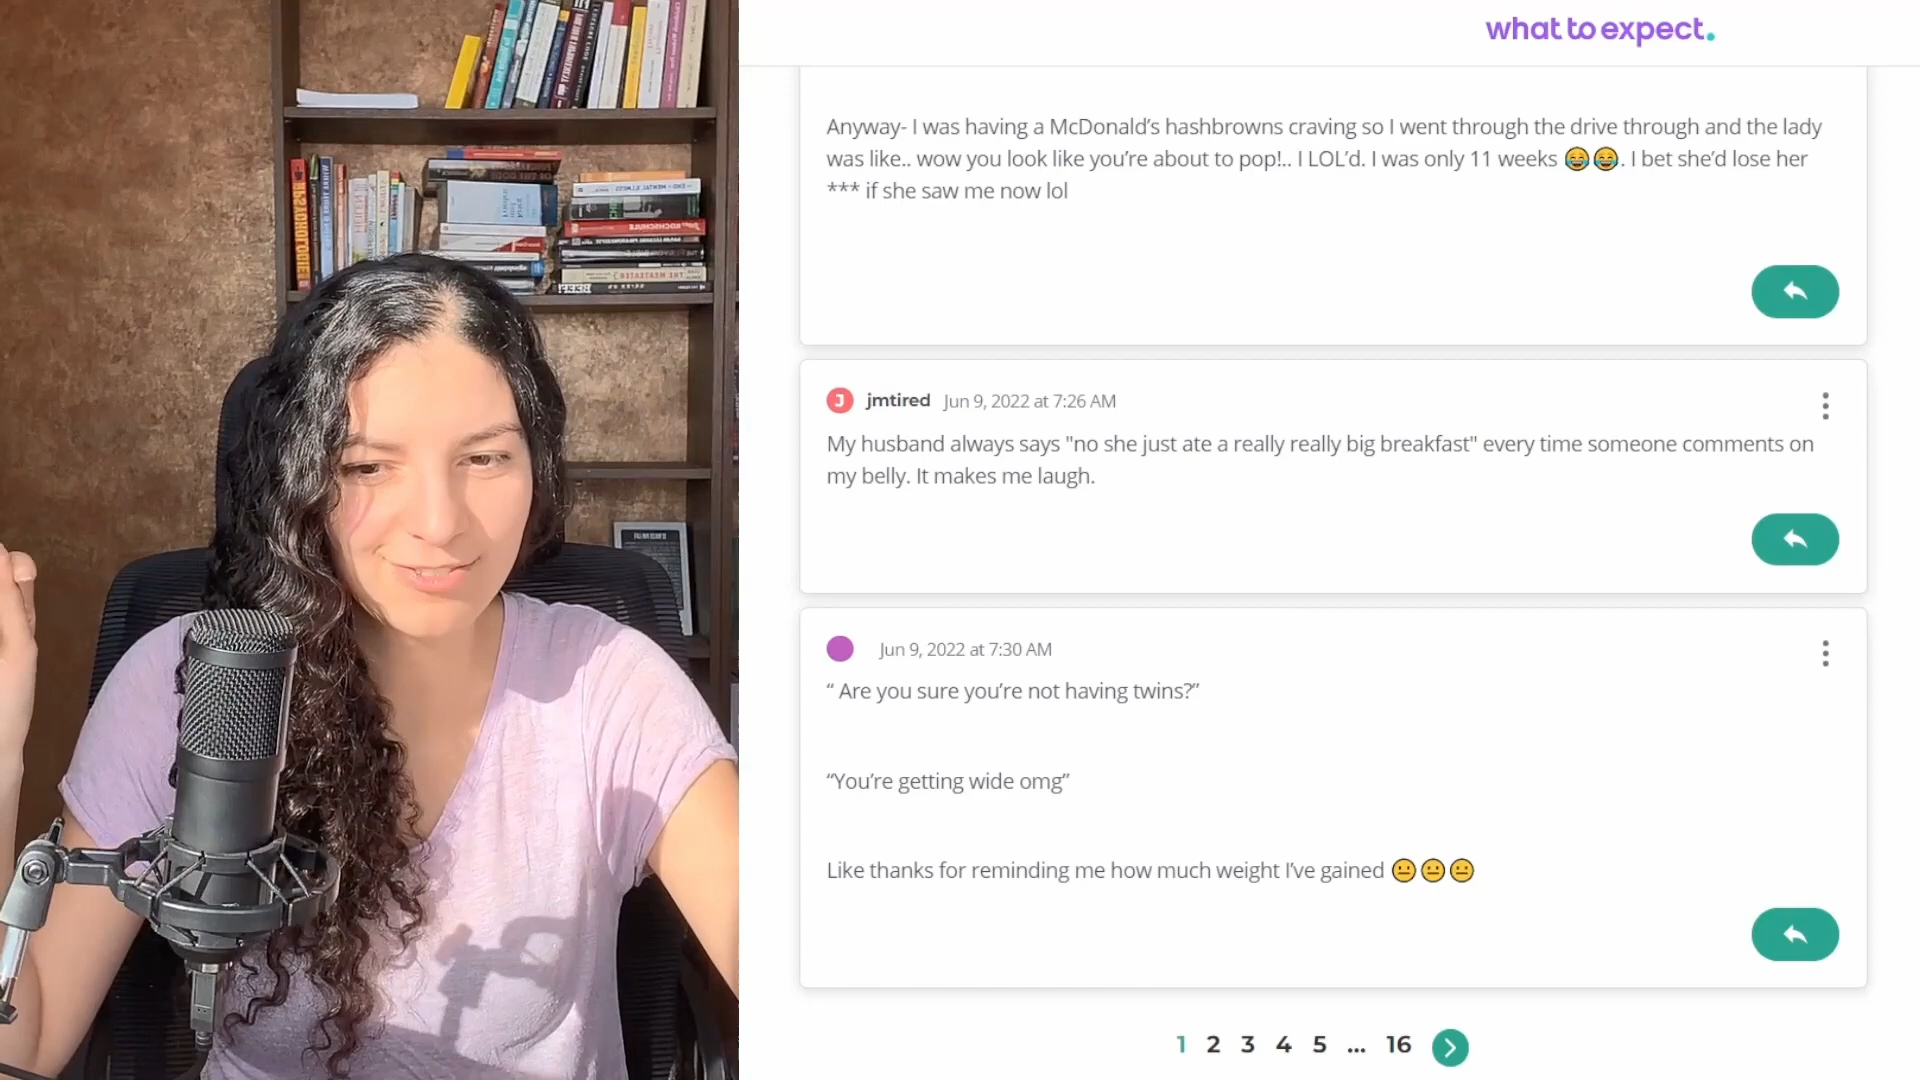 what to expect.
Anyway- I was having a McDonald’s hashbrowns craving so I went through the drive through and the lady
was like.. wow you look like you’re about to pop!.. I LOL’d. I was only 11 weeks 😂😂. I bet she’d lose her
*** if she saw me now lol
J jmtired Jun 9, 2022 at 7:26 AM
My husband always says "no she just ate a really really big breakfast" every time someone comments on
my belly. It makes me laugh.
Jun 9, 2022 at 7:30 AM
“ Are you sure you’re not having twins?”
“You’re getting wide omg”
Like thanks for reminding me how much weight I’ve gained 😐😐😐
1 2 3 4 5 ... 16